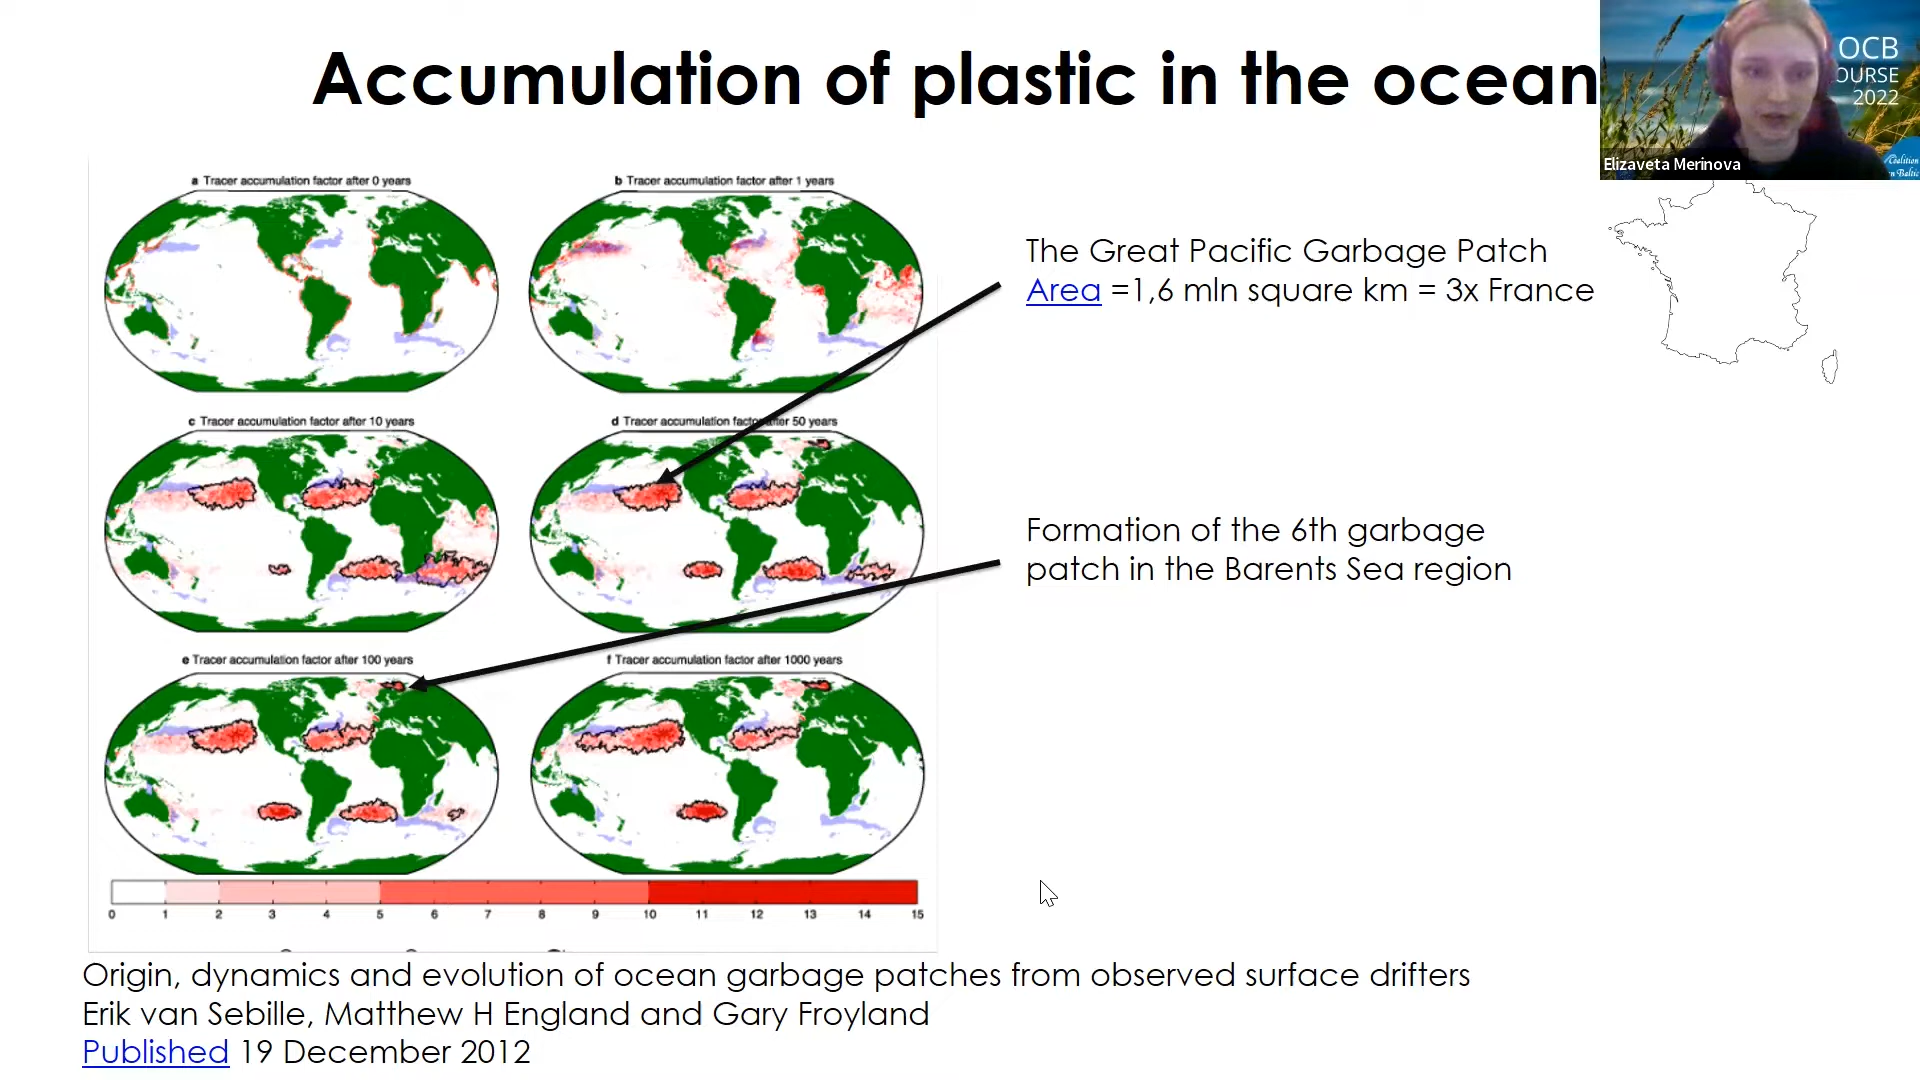 Accumulation of plastic in the ocean
OCB
OURSE
2022
Elizaveta Merinova
Coalition
n Baltic
a Tracer accumulation factor after 0 years
b Tracer accumulation factor after 1 years
The Great Pacific Garbage Patch
Area =1,6 mln square km = 3x France
c Tracer accumulation factor after 10 years
d Tracer accumulation factor after 50 years
Formation of the 6th garbage
patch in the Barents Sea region
e Tracer accumulation factor after 100 years
f Tracer accumulation factor after 1000 years
0 1 2 3 4 5 6 7 8 9 10 11 12 13 14 15
Origin, dynamics and evolution of ocean garbage patches from observed surface drifters
Erik van Sebille, Matthew H England and Gary Froyland
Published 19 December 2012